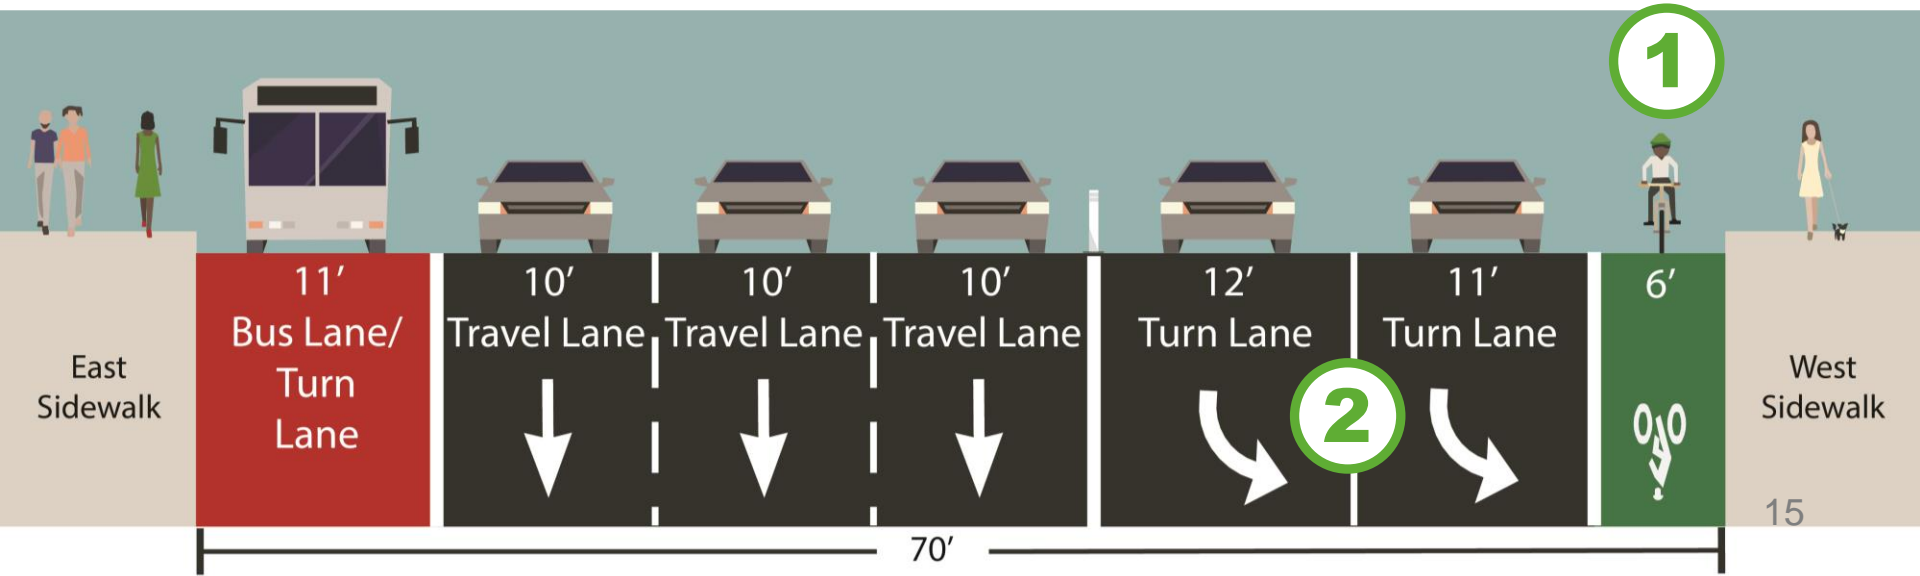 1
11′
Bus Lane/
Turn
Lane
10′
Travel Lane
10′
Travel Lane
10′
Travel Lane
12′
Turn Lane
11′
Turn Lane
2
6′
East
Sidewalk
West
Sidewalk
15
70′